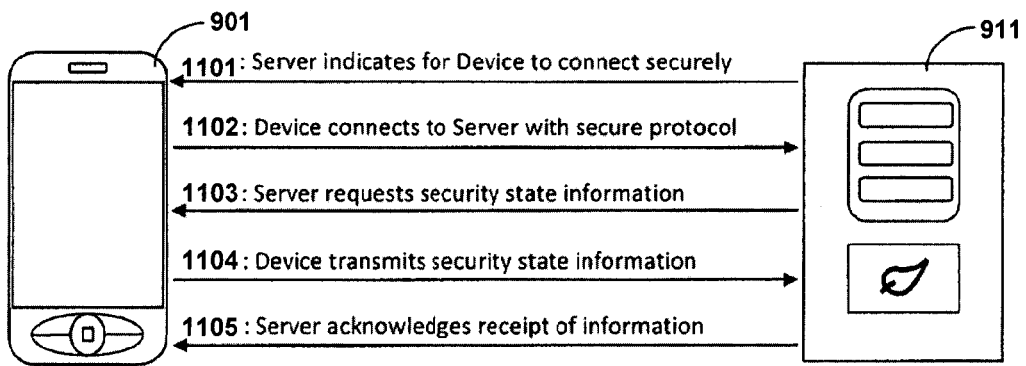 901
911
1101: Server indicates for Device to connect securely
1102: Device connects to Server with secure protocol
1103: Server requests security state information
1104: Device transmits security state information
1105: Server acknowledges receipt of information